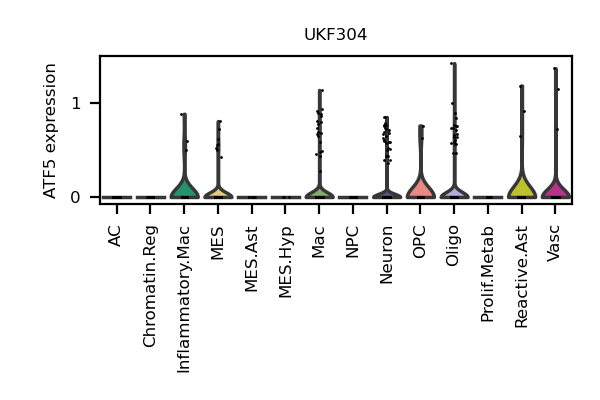 UKF304
ATF5 expression
1
0
AC
Chromatin.Reg
Inflammatory.Mac
MES
MES.Ast
MES.Hyp
Mac
NPC
Neuron
OPC
Oligo
Prolif.Metab
Reactive.Ast
Vasc